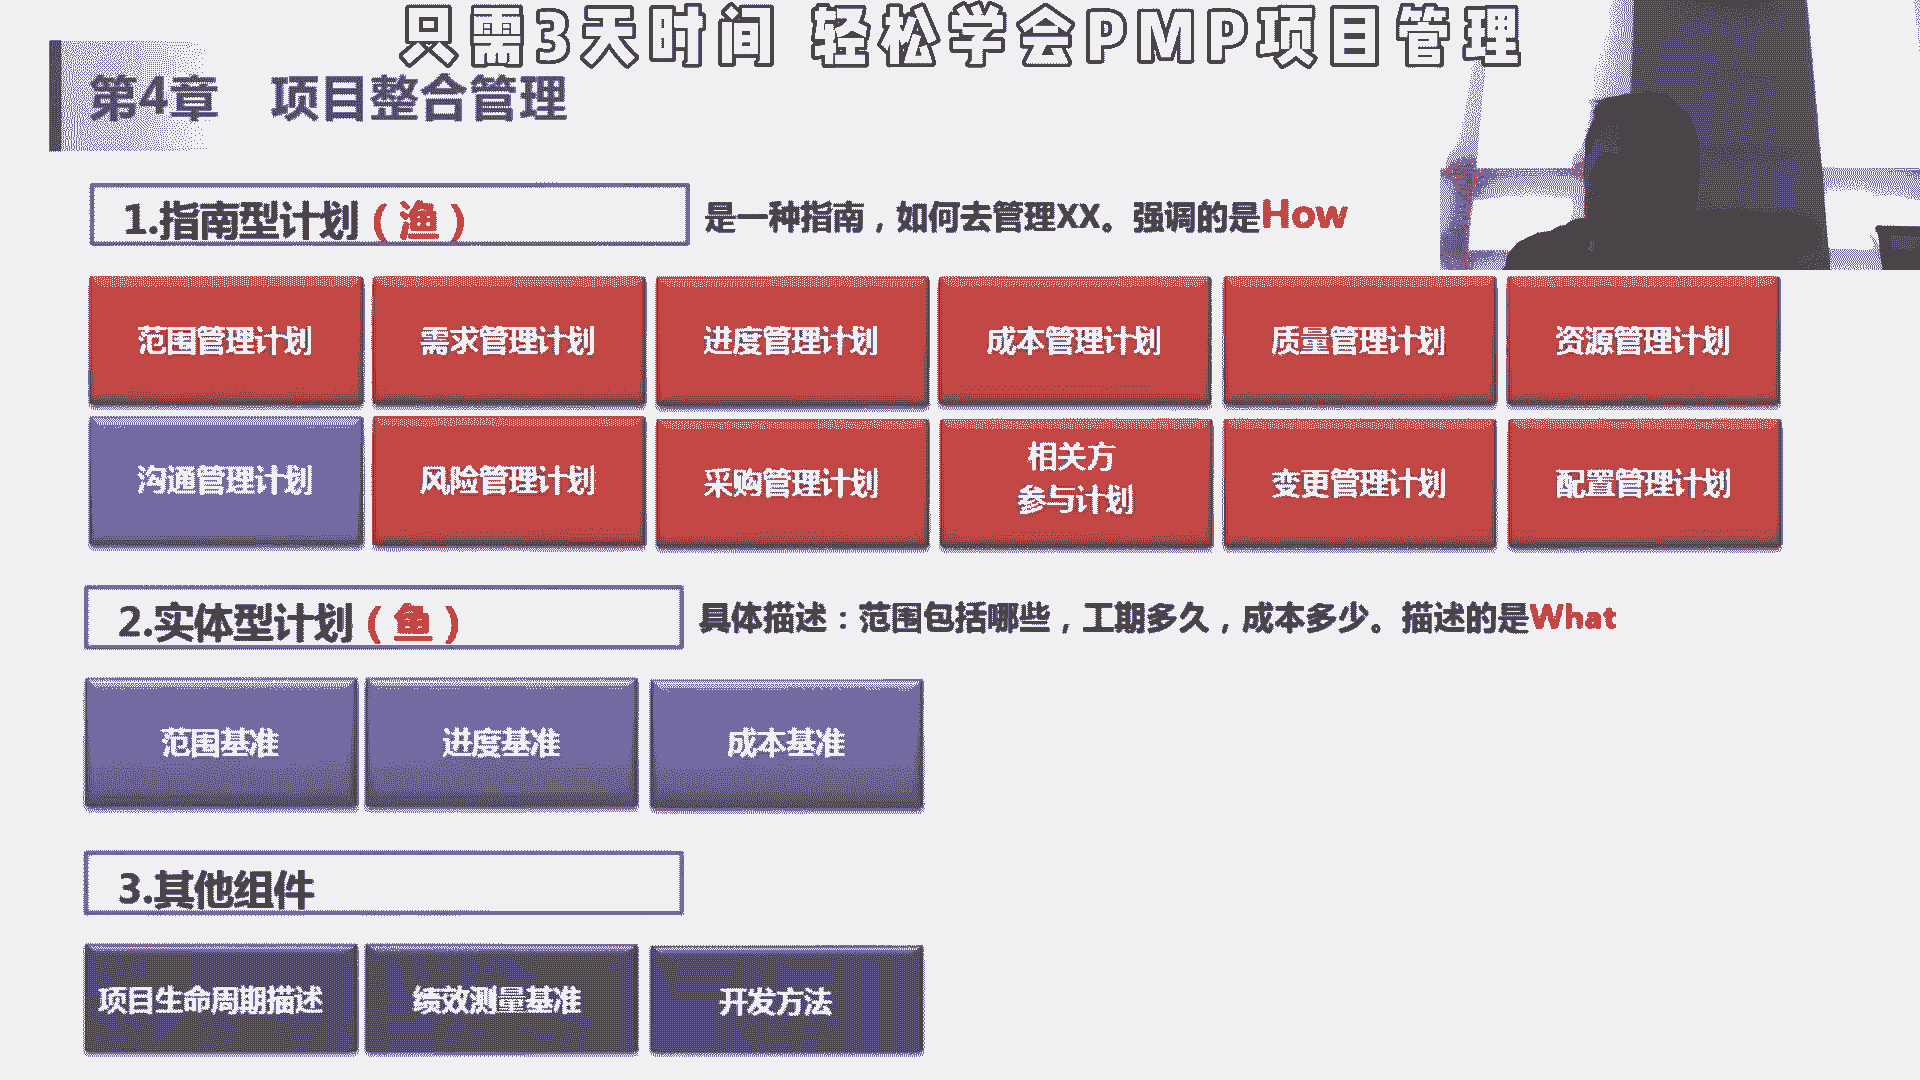 只需3天时间 轻松学会PMP项目管理
第4章 项目整合管理
1.指南型计划（渔）
是一种指南，如何去管理XX。强调的是How
范围管理计划
需求管理计划
进度管理计划
成本管理计划
质量管理计划
资源管理计划
沟通管理计划
风险管理计划
采购管理计划
相关方
参与计划
变更管理计划
配置管理计划
2.实体型计划（鱼）
具体描述：范围包括哪些，工期多久，成本多少。描述的是What
范围基准
进度基准
成本基准
3.其他组件
项目生命周期描述
绩效测量基准
开发方法